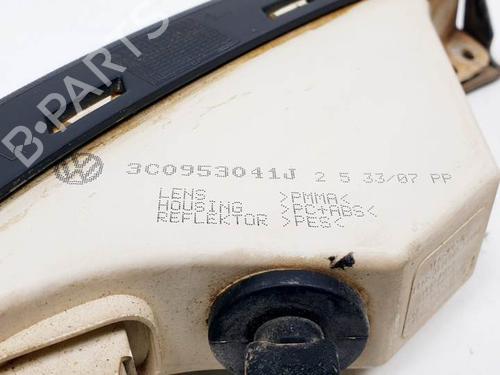 B-PARTS
3C0953041J 2 5 33/07 PP
LENS >PMMA<
HOUSING >PC+ABS<
REFLEKTOR >PES<